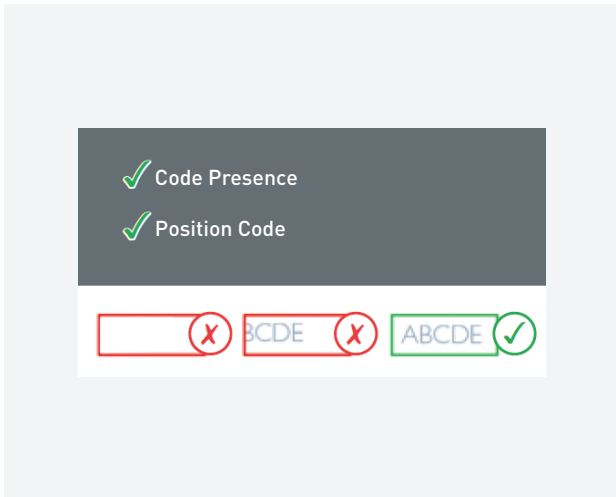 ✓ Code Presence
✓ Position Code
✗ BCDE ✗ ABCDE ✓